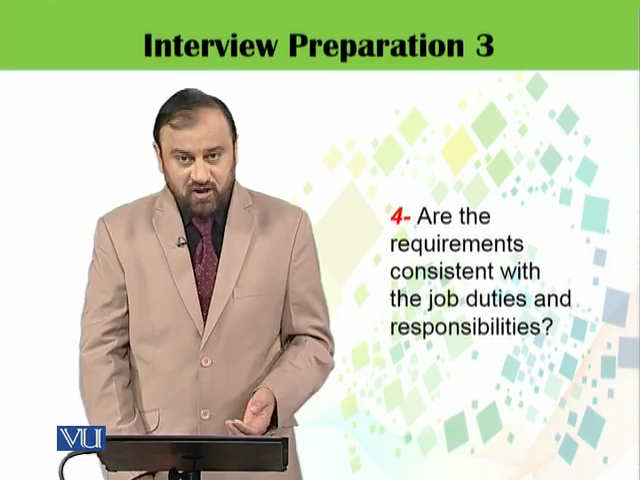 Interview Preparation 3
4- Are the
requirements
consistent with
the job duties and
responsibilities?
VU